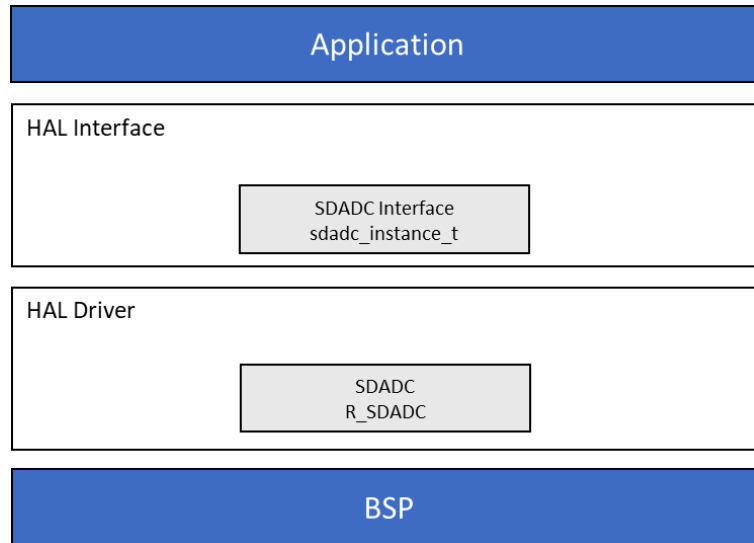 Application
HAL Interface
SDADC Interface
sdadc_instance_t
HAL Driver
SDADC
R_SDADC
BSP